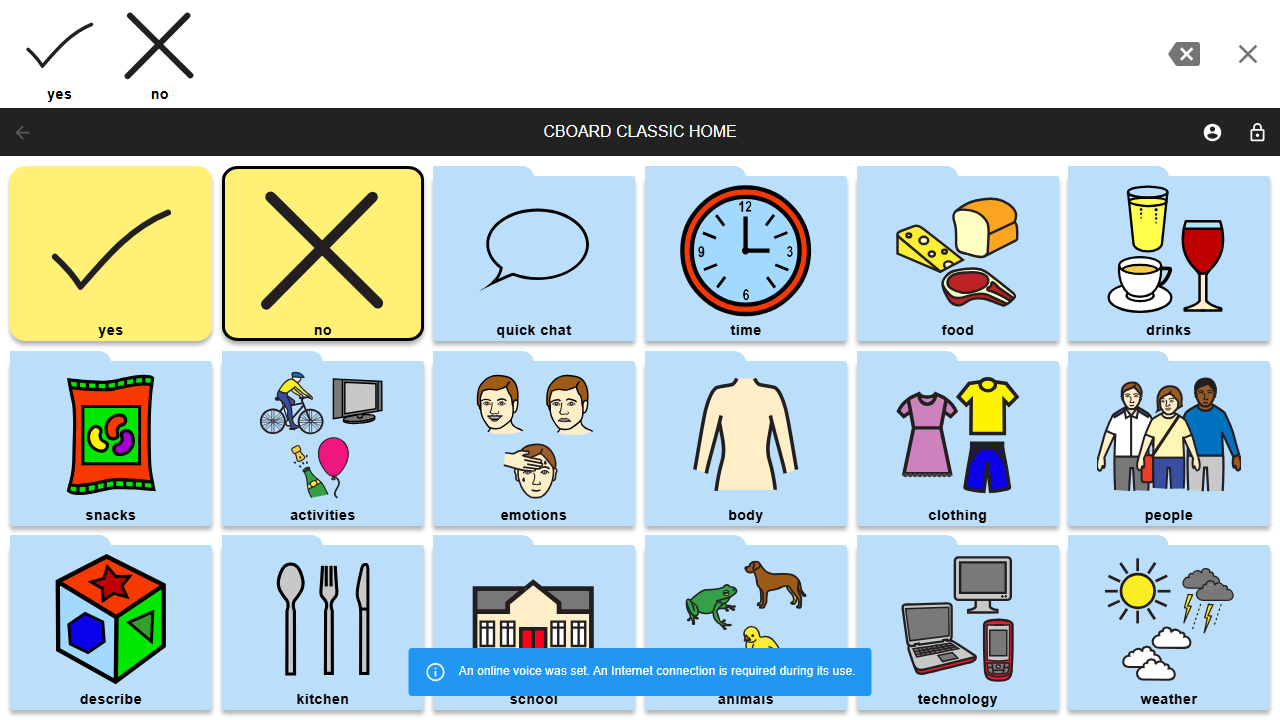 yes
no
CBOARD CLASSIC HOME
yes
no
quick chat
12
9
3
6
time
food
drinks
snacks
activities
emotions
body
clothing
people
describe
kitchen
school
animals
technology
weather
An online voice was set. An Internet connection is required during its use.